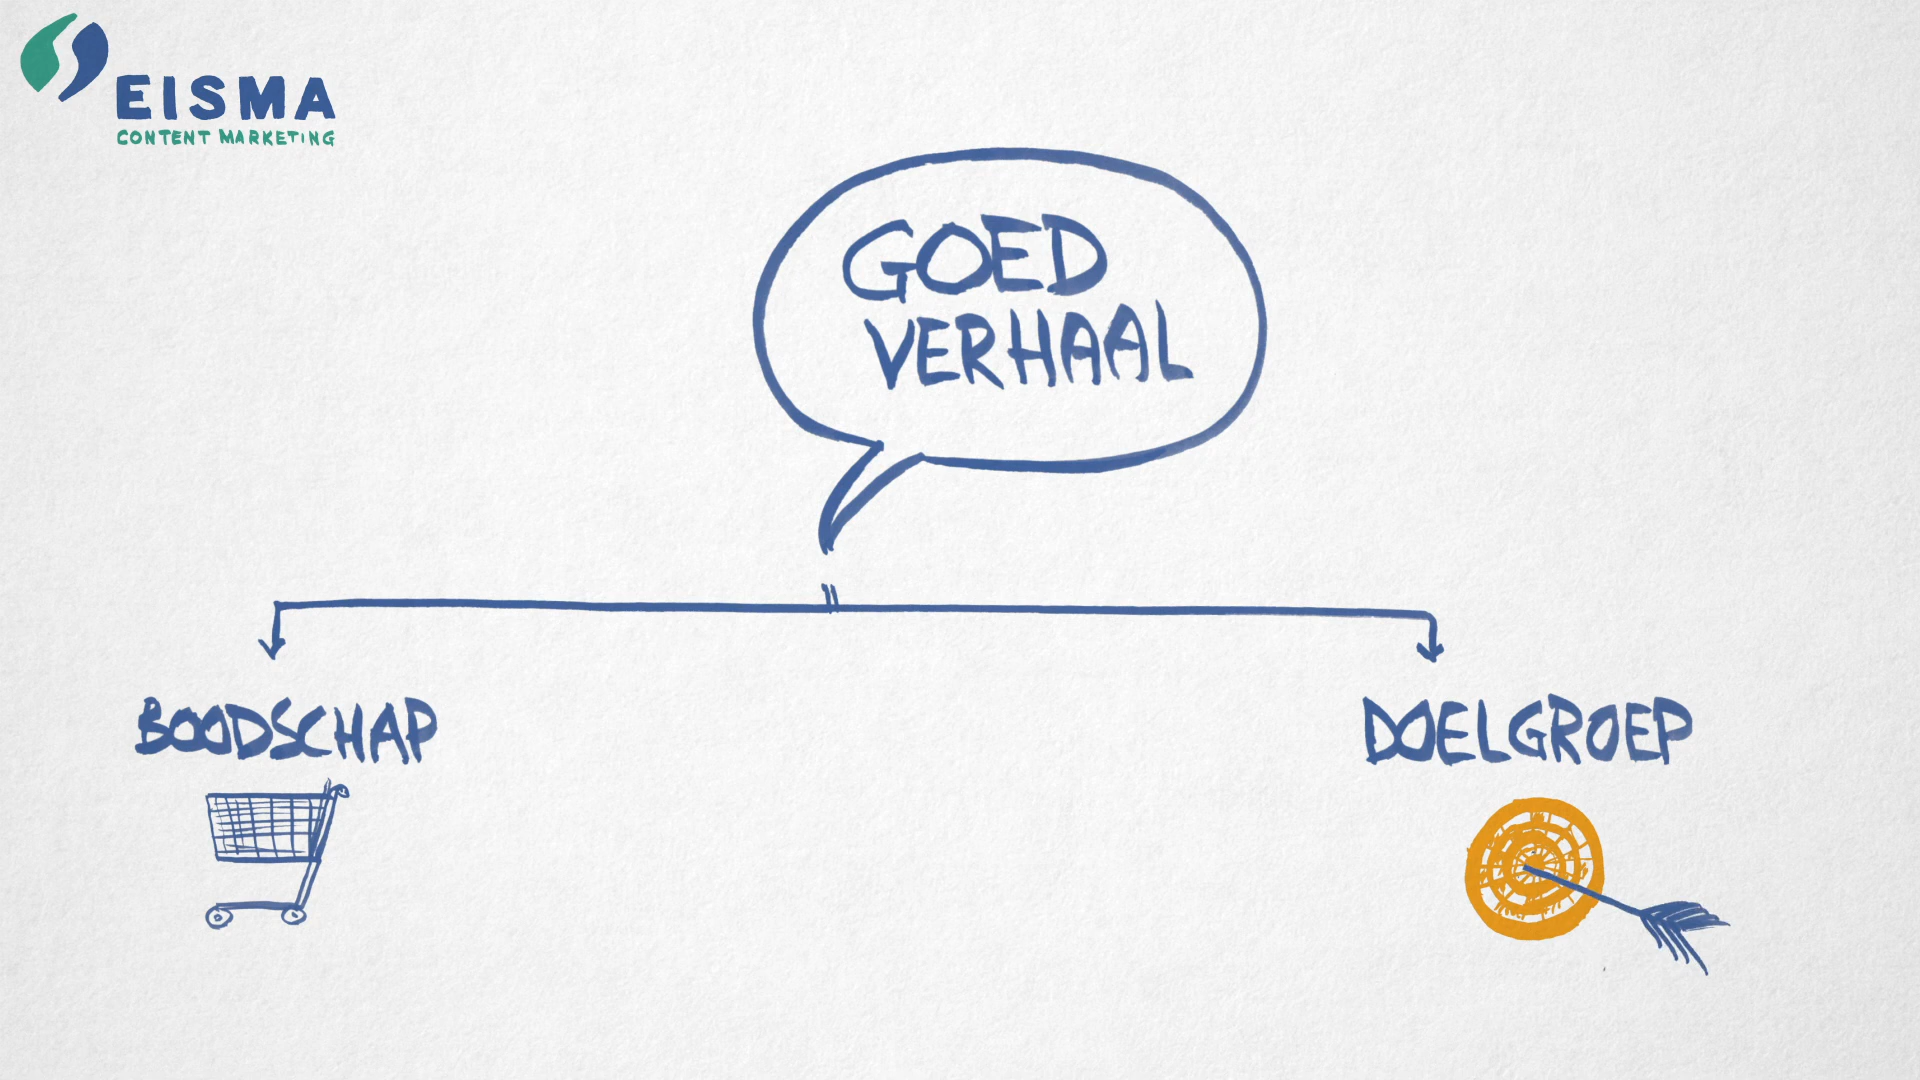 EISMA
CONTENT MARKETING
GOED
VERHAAL
BOODSCHAP
DOELGROEP